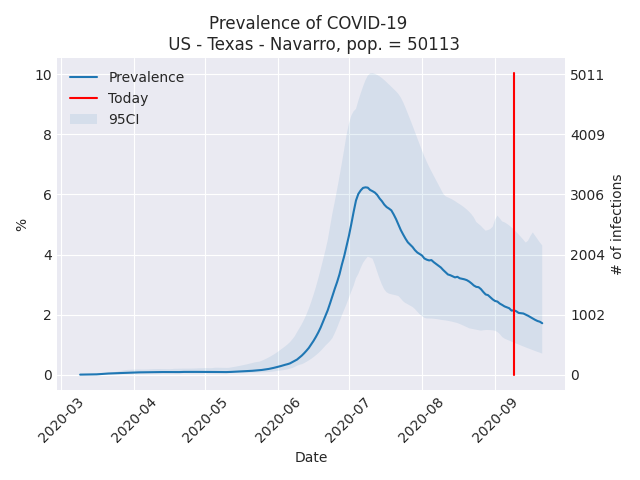 Prevalence of COVID-19
US - Texas - Navarro, pop. = 50113
Prevalence
Today
95CI
10
8
6
4
2
0
%
5011
4009
3006
2004
1002
0
# of infections
2020-03
2020-04
2020-05
2020-06
2020-07
2020-08
2020-09
Date